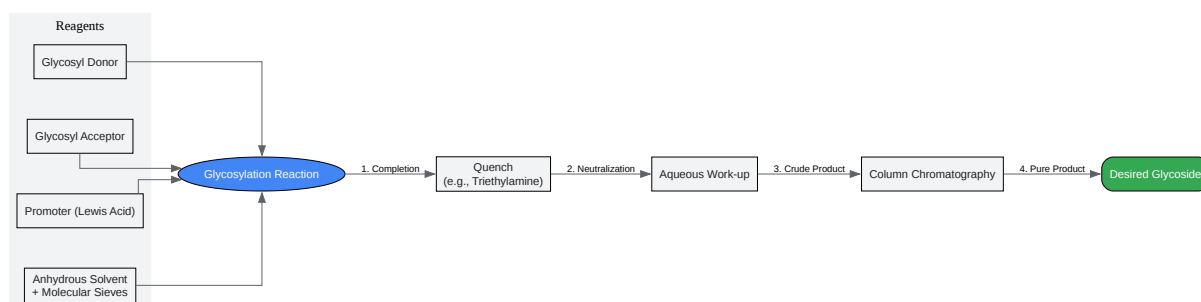 Reagents
Glycosyl Donor
Glycosyl Acceptor
Promoter (Lewis Acid)
Anhydrous Solvent
+ Molecular Sieves
Glycosylation Reaction
1. Completion
Quench
(e.g., Triethylamine)
2. Neutralization
Aqueous Work-up
3. Crude Product
Column Chromatography
4. Pure Product
Desired Glycoside